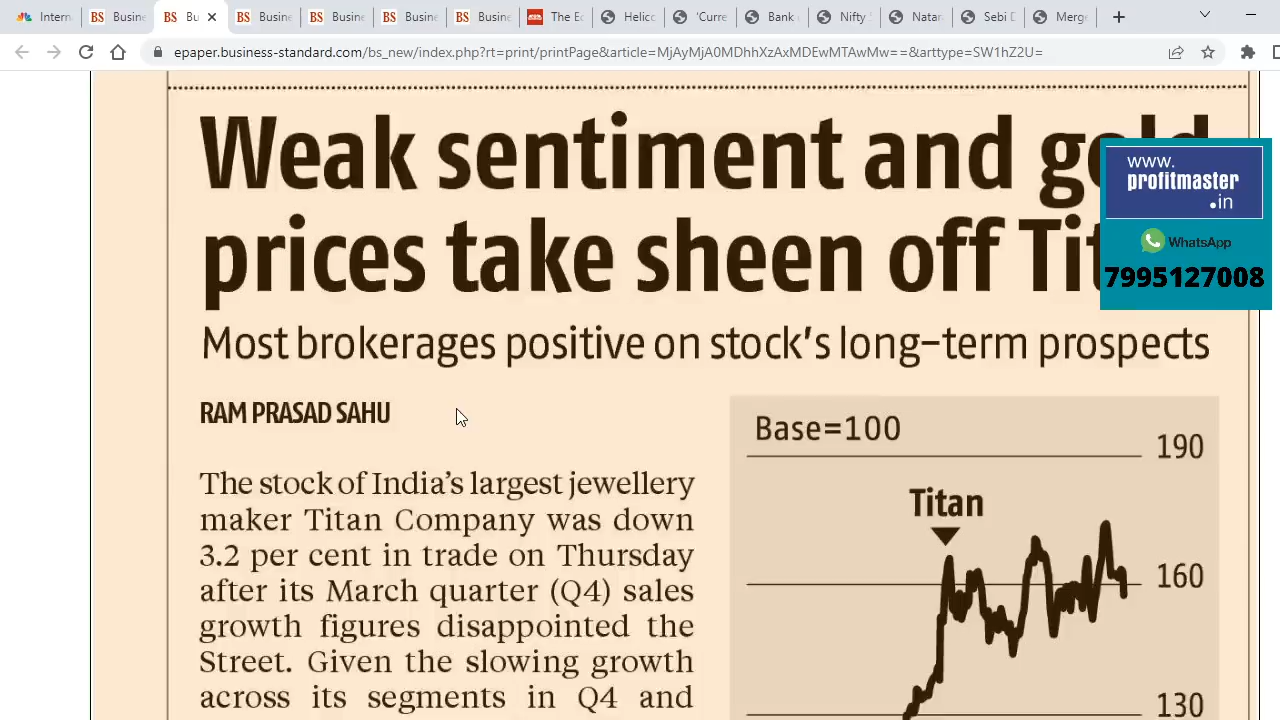 Intern
Busine
Bu
Busine
Busine
Busine
Busine
The Ec
Helico
'Curre
Bank
Nifty
Natar
Sebi
Merge
epaper.business-standard.com/bs_new/index.php?rt=print/printPage&article=MjAyMjA0MDhhXzAxMDEwMTAwMw==&arttype=SW1hZ2U=
Weak sentiment and gold
prices take sheen off Tit
Most brokerages positive on stock's long-term prospects
RAM PRASAD SAHU
The stock of India's largest jewellery
maker Titan Company was down
3.2 per cent in trade on Thursday
after its March quarter (Q4) sales
growth figures disappointed the
Street. Given the slowing growth
across its segments in Q4 and
Base=100
190
Titan
160
130
www.
profitmaster
.in
WhatsApp
7995127008